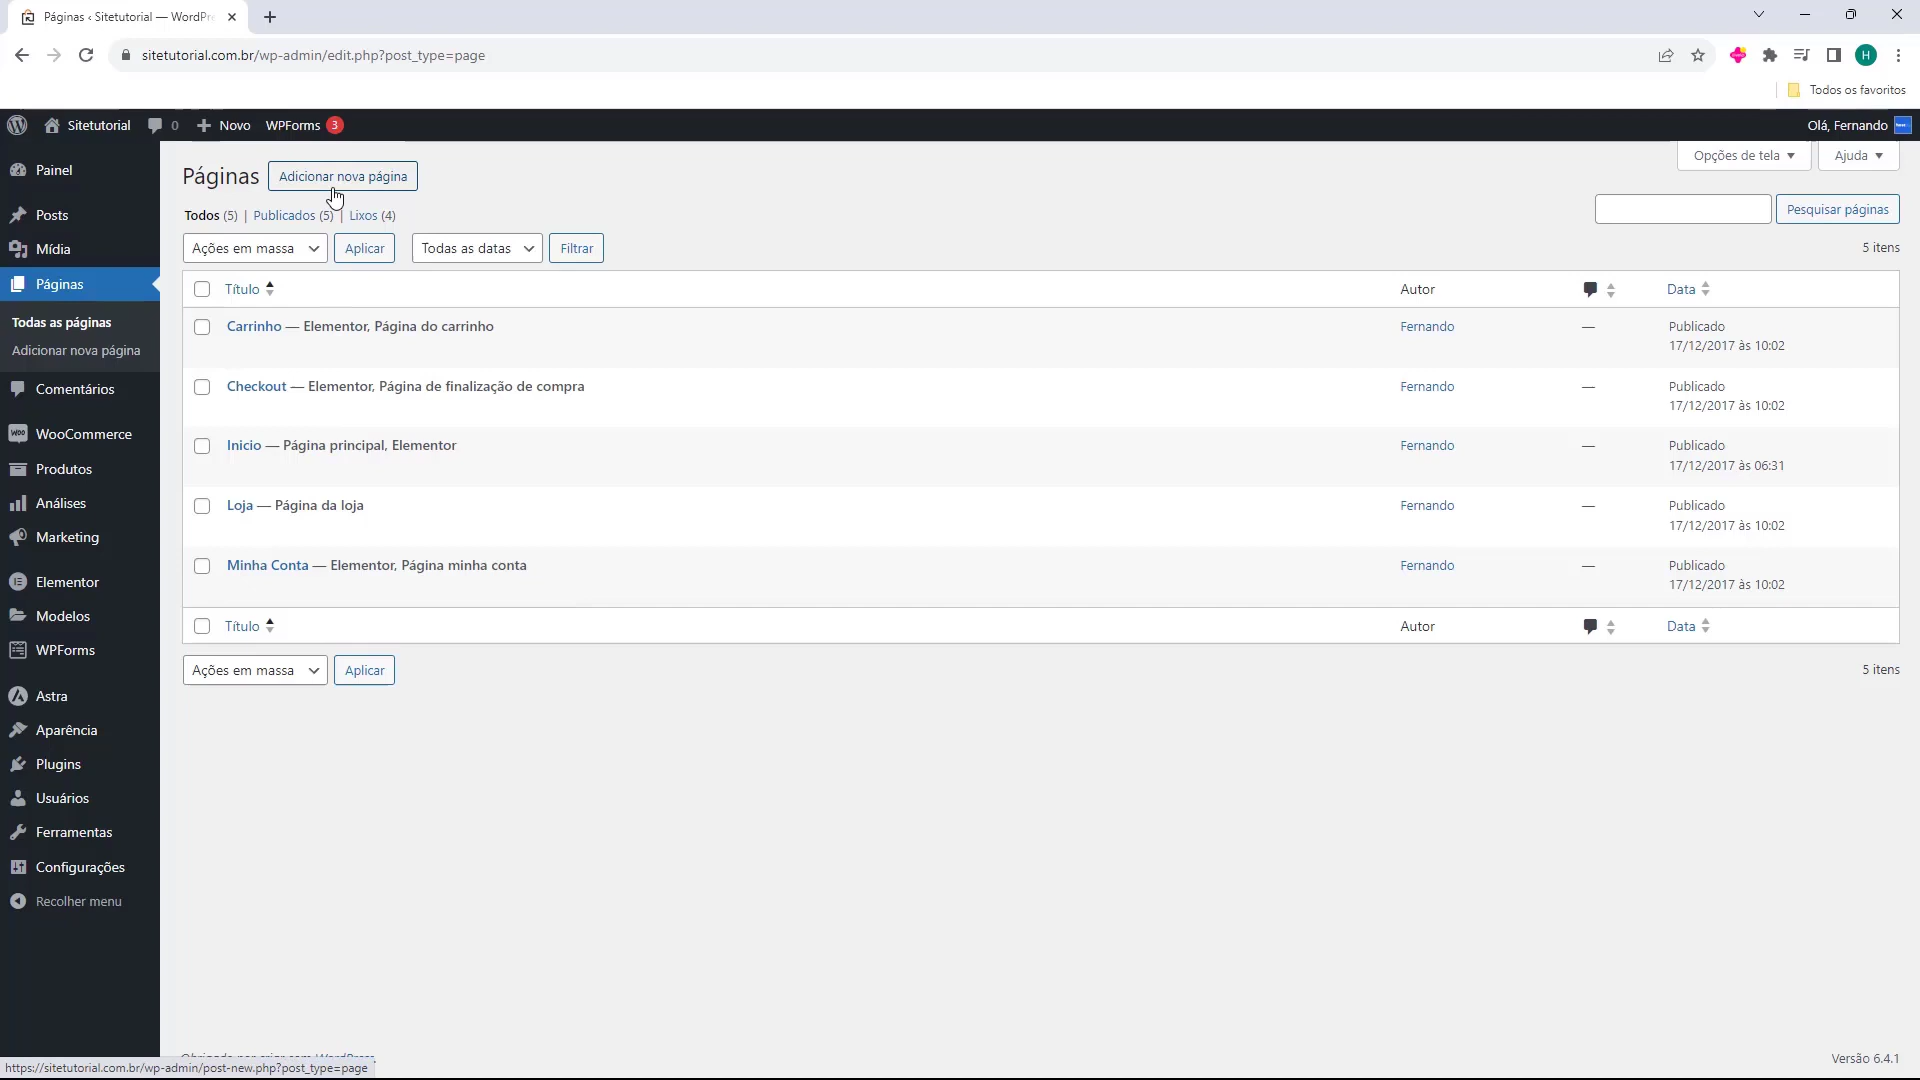 Páginas ‹ Sitetutorial — WordPr
sitetutorial.com.br/wp-admin/edit.php?post_type=page
H
Todos os favoritos
Sitetutorial 0 Novo WPForms 3
Olá, Fernando
Painel
Posts
Mídia
Páginas
Todas as páginas
Adicionar nova página
Comentários
WooCommerce
Produtos
Análises
Marketing
Elementor
Modelos
WPForms
Astra
Aparência
Plugins
Usuários
Ferramentas
Configurações
Recolher menu
Opções de tela
Ajuda
Páginas Adicionar nova página
Todos (5) | Publicados (5) | Lixos (4)
Pesquisar páginas
Ações em massa Aplicar Todas as datas Filtrar
5 itens
Título Autor Data
Carrinho — Elementor, Página do carrinho Fernando — Publicado
17/12/2017 às 10:02
Checkout — Elementor, Página de finalização de compra Fernando — Publicado
17/12/2017 às 10:02
Inicio — Página principal, Elementor Fernando — Publicado
17/12/2017 às 06:31
Loja — Página da loja Fernando — Publicado
17/12/2017 às 10:02
Minha Conta — Elementor, Página minha conta Fernando — Publicado
17/12/2017 às 10:02
Título Autor Data
Ações em massa Aplicar
5 itens
Versão 6.4.1
https://sitetutorial.com.br/wp-admin/post-new.php?post_type=page